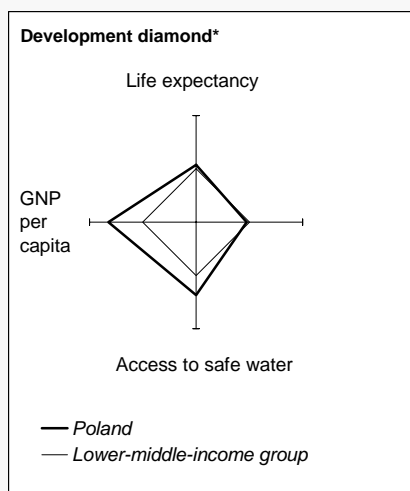 Development diamond*
Life expectancy
GNP
per
capita
Access to safe water
Poland
Lower-middle-income group